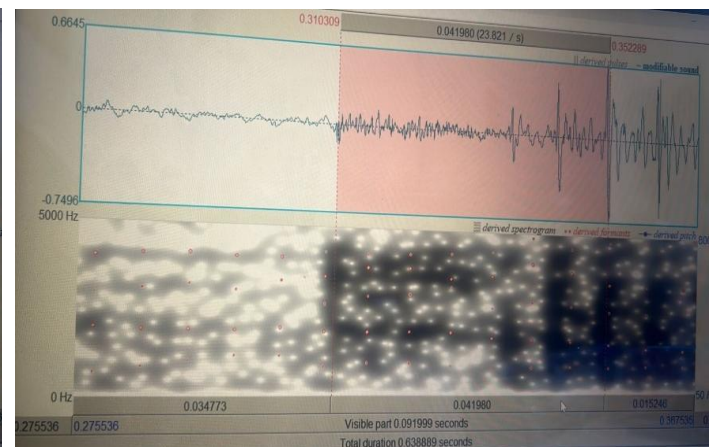 0.6645
0.310309
0.041980 (23.821 / s)
0.352289
derived pulses
modifiable sound
0
-0.7496
5000 Hz
derived spectrogram
derived formants
derived pitch
0 Hz
0.034773
0.041980
0.015246
0.275536
0.275536
Visible part 0.091999 seconds
0.367535
Total duration 0.638889 seconds